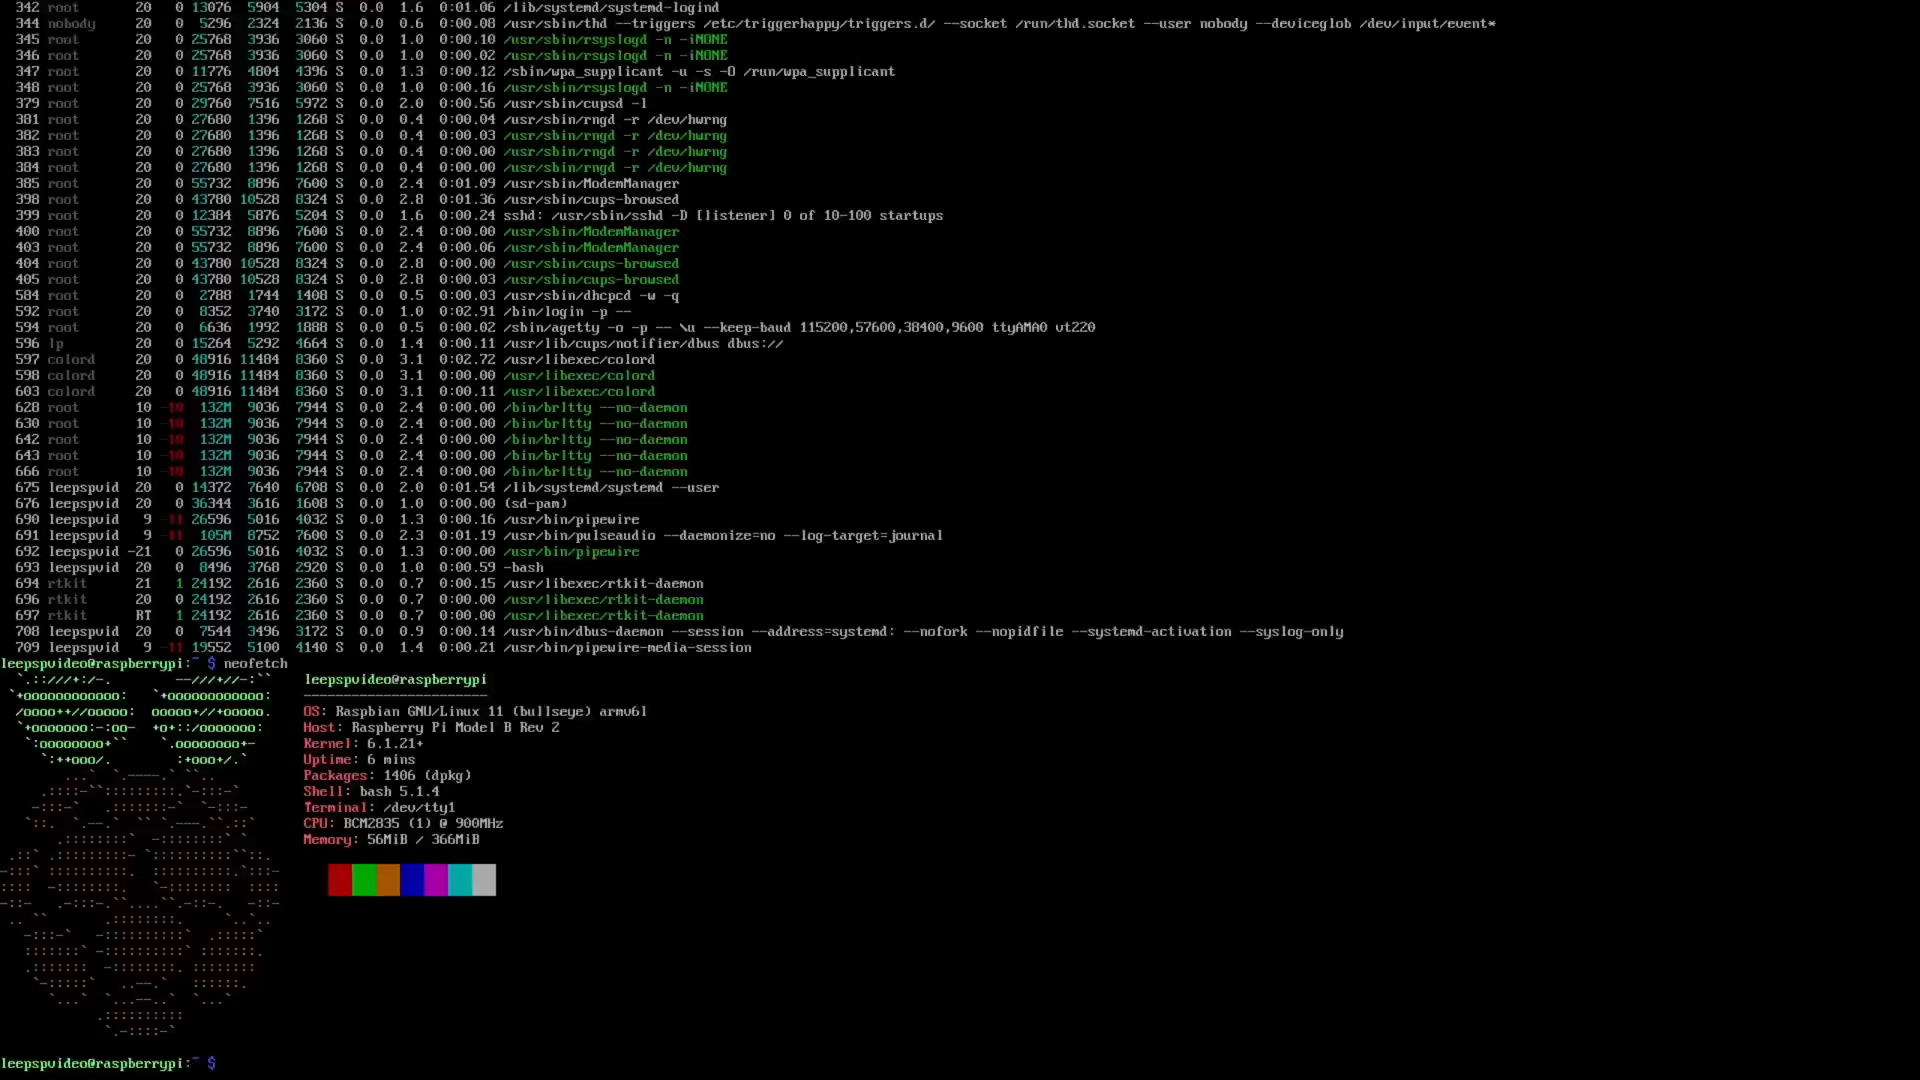 342 root 20 0 13076 5904 5304 S 0.0 1.6 0:01.06 /lib/systemd/systemd-logind
344 nobody 20 0 5296 2324 2136 S 0.0 0.6 0:00.08 /usr/sbin/thd --triggers /etc/triggerhappy/triggers.d/ --socket /run/thd.socket --user nobody --deviceglob /dev/input/event*
345 root 20 0 25768 3936 3060 S 0.0 1.0 0:00.10 /usr/sbin/rsyslogd -n -iNONE
346 root 20 0 25768 3936 3060 S 0.0 1.0 0:00.02 /usr/sbin/rsyslogd -n -iNONE
347 root 20 0 11776 4804 4396 S 0.0 1.3 0:00.12 /sbin/wpa_supplicant -u -s -O /run/wpa_supplicant
348 root 20 0 25768 3936 3060 S 0.0 1.0 0:00.16 /usr/sbin/rsyslogd -n -iNONE
379 root 20 0 29760 7516 5972 S 0.0 2.0 0:00.56 /usr/sbin/cupsd -l
381 root 20 0 27680 1396 1268 S 0.0 0.4 0:00.04 /usr/sbin/rngd -r /dev/hwrng
382 root 20 0 27680 1396 1268 S 0.0 0.4 0:00.03 /usr/sbin/rngd -r /dev/hwrng
383 root 20 0 27680 1396 1268 S 0.0 0.4 0:00.00 /usr/sbin/rngd -r /dev/hwrng
384 root 20 0 27680 1396 1268 S 0.0 0.4 0:00.00 /usr/sbin/rngd -r /dev/hwrng
385 root 20 0 55732 8896 7600 S 0.0 2.4 0:01.09 /usr/sbin/ModemManager
398 root 20 0 43780 10528 8324 S 0.0 2.8 0:01.36 /usr/sbin/cups-browsed
399 root 20 0 12384 5876 5204 S 0.0 1.6 0:00.24 sshd: /usr/sbin/sshd -D [listener] 0 of 10-100 startups
400 root 20 0 55732 8896 7600 S 0.0 2.4 0:00.00 /usr/sbin/ModemManager
403 root 20 0 55732 8896 7600 S 0.0 2.4 0:00.06 /usr/sbin/ModemManager
404 root 20 0 43780 10528 8324 S 0.0 2.8 0:00.00 /usr/sbin/cups-browsed
405 root 20 0 43780 10528 8324 S 0.0 2.8 0:00.03 /usr/sbin/cups-browsed
584 root 20 0 2788 1744 1408 S 0.0 0.5 0:00.03 /usr/sbin/dhcpcd -w -q
592 root 20 0 8352 3740 3172 S 0.0 1.0 0:02.91 /bin/login -p --
594 root 20 0 6636 1992 1888 S 0.0 0.5 0:00.02 /sbin/agetty -o -p -- \u --keep-baud 115200,57600,38400,9600 ttyAMA0 vt220
596 lp 20 0 15264 5292 4664 S 0.0 1.4 0:00.11 /usr/lib/cups/notifier/dbus dbus://
597 colord 20 0 48916 11484 8360 S 0.0 3.1 0:02.72 /usr/libexec/colord
598 colord 20 0 48916 11484 8360 S 0.0 3.1 0:00.00 /usr/libexec/colord
603 colord 20 0 48916 11484 8360 S 0.0 3.1 0:00.11 /usr/libexec/colord
628 root 10 -10 132M 9036 7944 S 0.0 2.4 0:00.00 /bin/brltty --no-daemon
630 root 10 -10 132M 9036 7944 S 0.0 2.4 0:00.00 /bin/brltty --no-daemon
642 root 10 -10 132M 9036 7944 S 0.0 2.4 0:00.00 /bin/brltty --no-daemon
643 root 10 -10 132M 9036 7944 S 0.0 2.4 0:00.00 /bin/brltty --no-daemon
666 root 10 -10 132M 9036 7944 S 0.0 2.4 0:00.00 /bin/brltty --no-daemon
675 leepspvid 20 0 14372 7640 6708 S 0.0 2.0 0:01.54 /lib/systemd/systemd --user
676 leepspvid 20 0 36344 3616 1608 S 0.0 1.0 0:00.00 (sd-pam)
690 leepspvid 9 -11 26596 5016 4032 S 0.0 1.3 0:00.16 /usr/bin/pipewire
691 leepspvid 9 -11 105M 8752 7600 S 0.0 2.3 0:01.19 /usr/bin/pulseaudio --daemonize=no --log-target=journal
692 leepspvid -21 0 26596 5016 4032 S 0.0 1.3 0:00.00 /usr/bin/pipewire
693 leepspvid 20 0 8496 3768 2920 S 0.0 1.0 0:00.59 -bash
694 rtkit 21 1 24192 2616 2360 S 0.0 0.7 0:00.15 /usr/libexec/rtkit-daemon
696 rtkit 20 0 24192 2616 2360 S 0.0 0.7 0:00.00 /usr/libexec/rtkit-daemon
697 rtkit RT 1 24192 2616 2360 S 0.0 0.7 0:00.00 /usr/libexec/rtkit-daemon
708 leepspvid 20 0 7544 3496 3172 S 0.0 0.9 0:00.14 /usr/bin/dbus-daemon --session --address=systemd: --nofork --nopidfile --systemd-activation --syslog-only
709 leepspvid 9 -11 19552 5100 4140 S 0.0 1.4 0:00.21 /usr/bin/pipewire-media-session
leepspvideo@raspberrypi:~ $ neofetch
leepspvideo@raspberrypi
-----------------------
OS: Raspbian GNU/Linux 11 (bullseye) armv6l
Host: Raspberry Pi Model B Rev 2
Kernel: 6.1.21+
Uptime: 6 mins
Packages: 1406 (dpkg)
Shell: bash 5.1.4
Terminal: /dev/tty1
CPU: BCM2835 (1) @ 900MHz
Memory: 56MiB / 366MiB
leepspvideo@raspberrypi:~ $